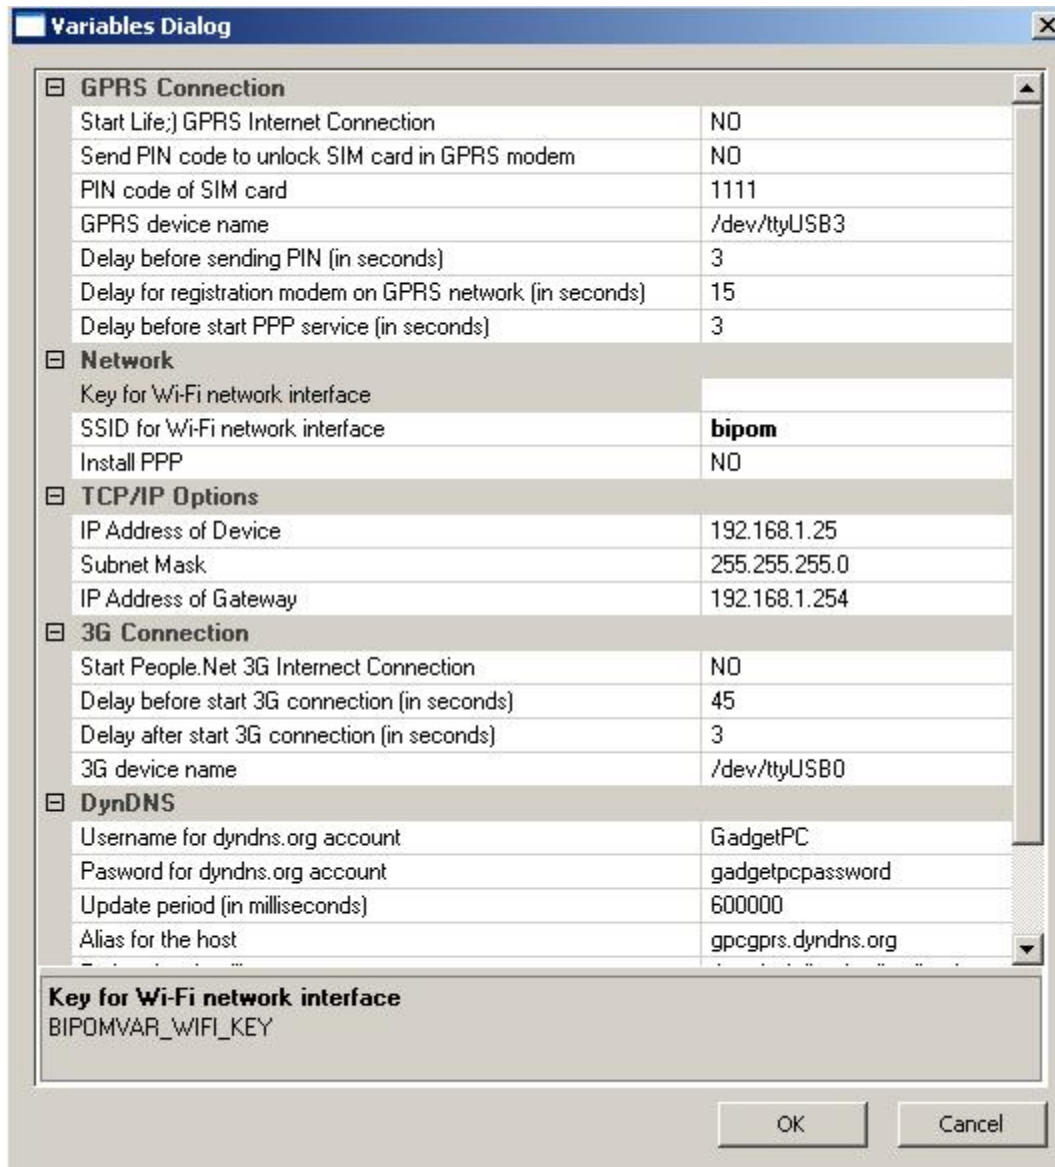 Variables Dialog
GPRS Connection
Start Life;) GPRS Internet Connection NO
Send PIN code to unlock SIM card in GPRS modem NO
PIN code of SIM card 1111
GPRS device name /dev/ttyUSB3
Delay before sending PIN (in seconds) 3
Delay for registration modem on GPRS network (in seconds) 15
Delay before start PPP service (in seconds) 3
Network
Key for Wi-Fi network interface
SSID for Wi-Fi network interface bipom
Install PPP NO
TCP/IP Options
IP Address of Device 192.168.1.25
Subnet Mask 255.255.255.0
IP Address of Gateway 192.168.1.254
3G Connection
Start People.Net 3G Internect Connection NO
Delay before start 3G connection (in seconds) 45
Delay after start 3G connection (in seconds) 3
3G device name /dev/ttyUSB0
DynDNS
Username for dyndns.org account GadgetPC
Pasword for dyndns.org account gadgetpcpassword
Update period (in milliseconds) 600000
Alias for the host gpcgprs.dyndns.org
Key for Wi-Fi network interface
BIPOMVAR_WIFI_KEY
OK Cancel